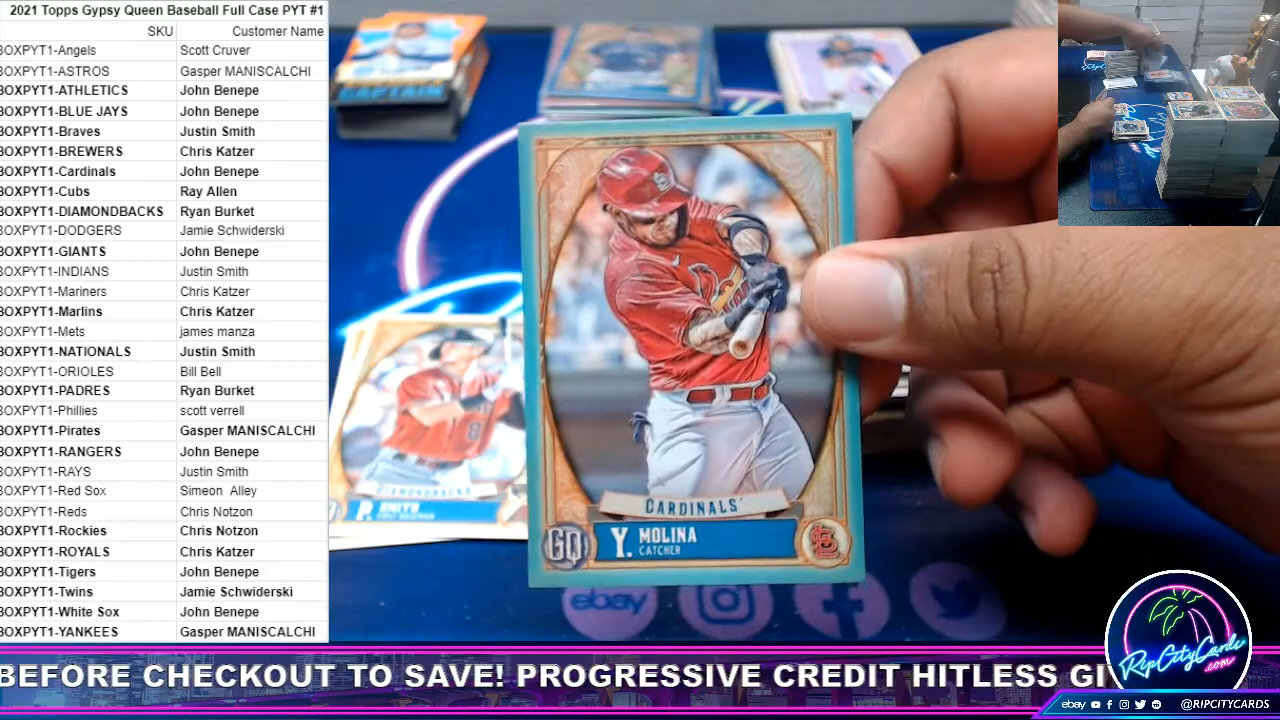 2021 Topps Gypsy Queen Baseball Full Case PYT #1
SKU Customer Name
BOXPYT1-Angels Scott Cruver
BOXPYT1-ASTROS Gasper MANISCALCHI
BOXPYT1-ATHLETICS John Benepe
BOXPYT1-BLUE JAYS John Benepe
BOXPYT1-Braves Justin Smith
BOXPYT1-BREWERS Chris Katzer
BOXPYT1-Cardinals John Benepe
BOXPYT1-Cubs Ray Allen
BOXPYT1-DIAMONDBACKS Ryan Burket
BOXPYT1-DODGERS Jamie Schwiderski
BOXPYT1-GIANTS John Benepe
BOXPYT1-INDIANS Justin Smith
BOXPYT1-Mariners Chris Katzer
BOXPYT1-Marlins Chris Katzer
BOXPYT1-Mets james manza
BOXPYT1-NATIONALS Justin Smith
BOXPYT1-ORIOLES Bill Bell
BOXPYT1-PADRES Ryan Burket
BOXPYT1-Phillies scott verrell
BOXPYT1-Pirates Gasper MANISCALCHI
BOXPYT1-RANGERS John Benepe
BOXPYT1-RAYS Justin Smith
BOXPYT1-Red Sox Simeon Alley
BOXPYT1-Reds Chris Notzon
BOXPYT1-Rockies Chris Notzon
BOXPYT1-ROYALS Chris Katzer
BOXPYT1-Tigers John Benepe
BOXPYT1-Twins Jamie Schwiderski
BOXPYT1-White Sox John Benepe
BOXPYT1-YANKEES Gasper MANISCALCHI
CAPTAIN
CARDINALS
GQ
Y. MOLINA
CATCHER
DIAMONDBACKS
P. SMITH
FIRST BASEMAN
8
ebay
RipCityCards
.com
BEFORE CHECKOUT TO SAVE! PROGRESSIVE CREDIT HITLESS GI
ebay @RIPCITYCARDS